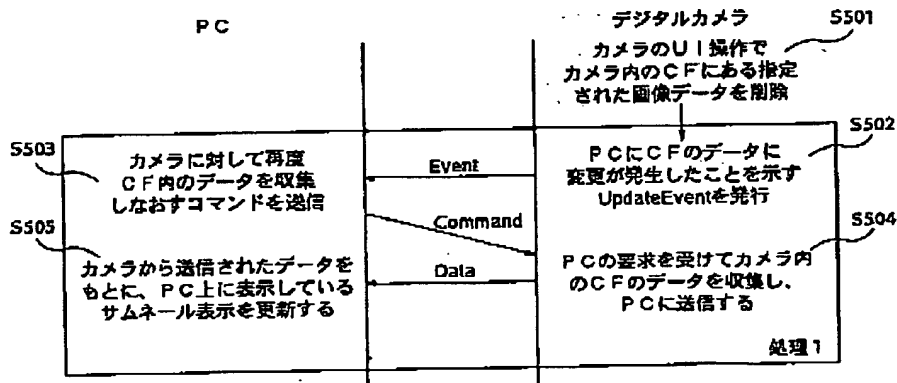 PC
デジタルカメラ
S501
カメラのUI操作で
カメラ内のCFにある指定
された画像データを削除
S502
PCにCFのデータに
変更が発生したことを示す
UpdateEventを発行
Event
S503
カメラに対して再度
CF内のデータを収集
しなおすコマンドを送信
Command
S504
PCの要求を受けてカメラ内
のCFのデータを収集し、
PCに送信する
Data
S505
カメラから送信されたデータを
もとに、PC上に表示している
サムネール表示を更新する
処理1